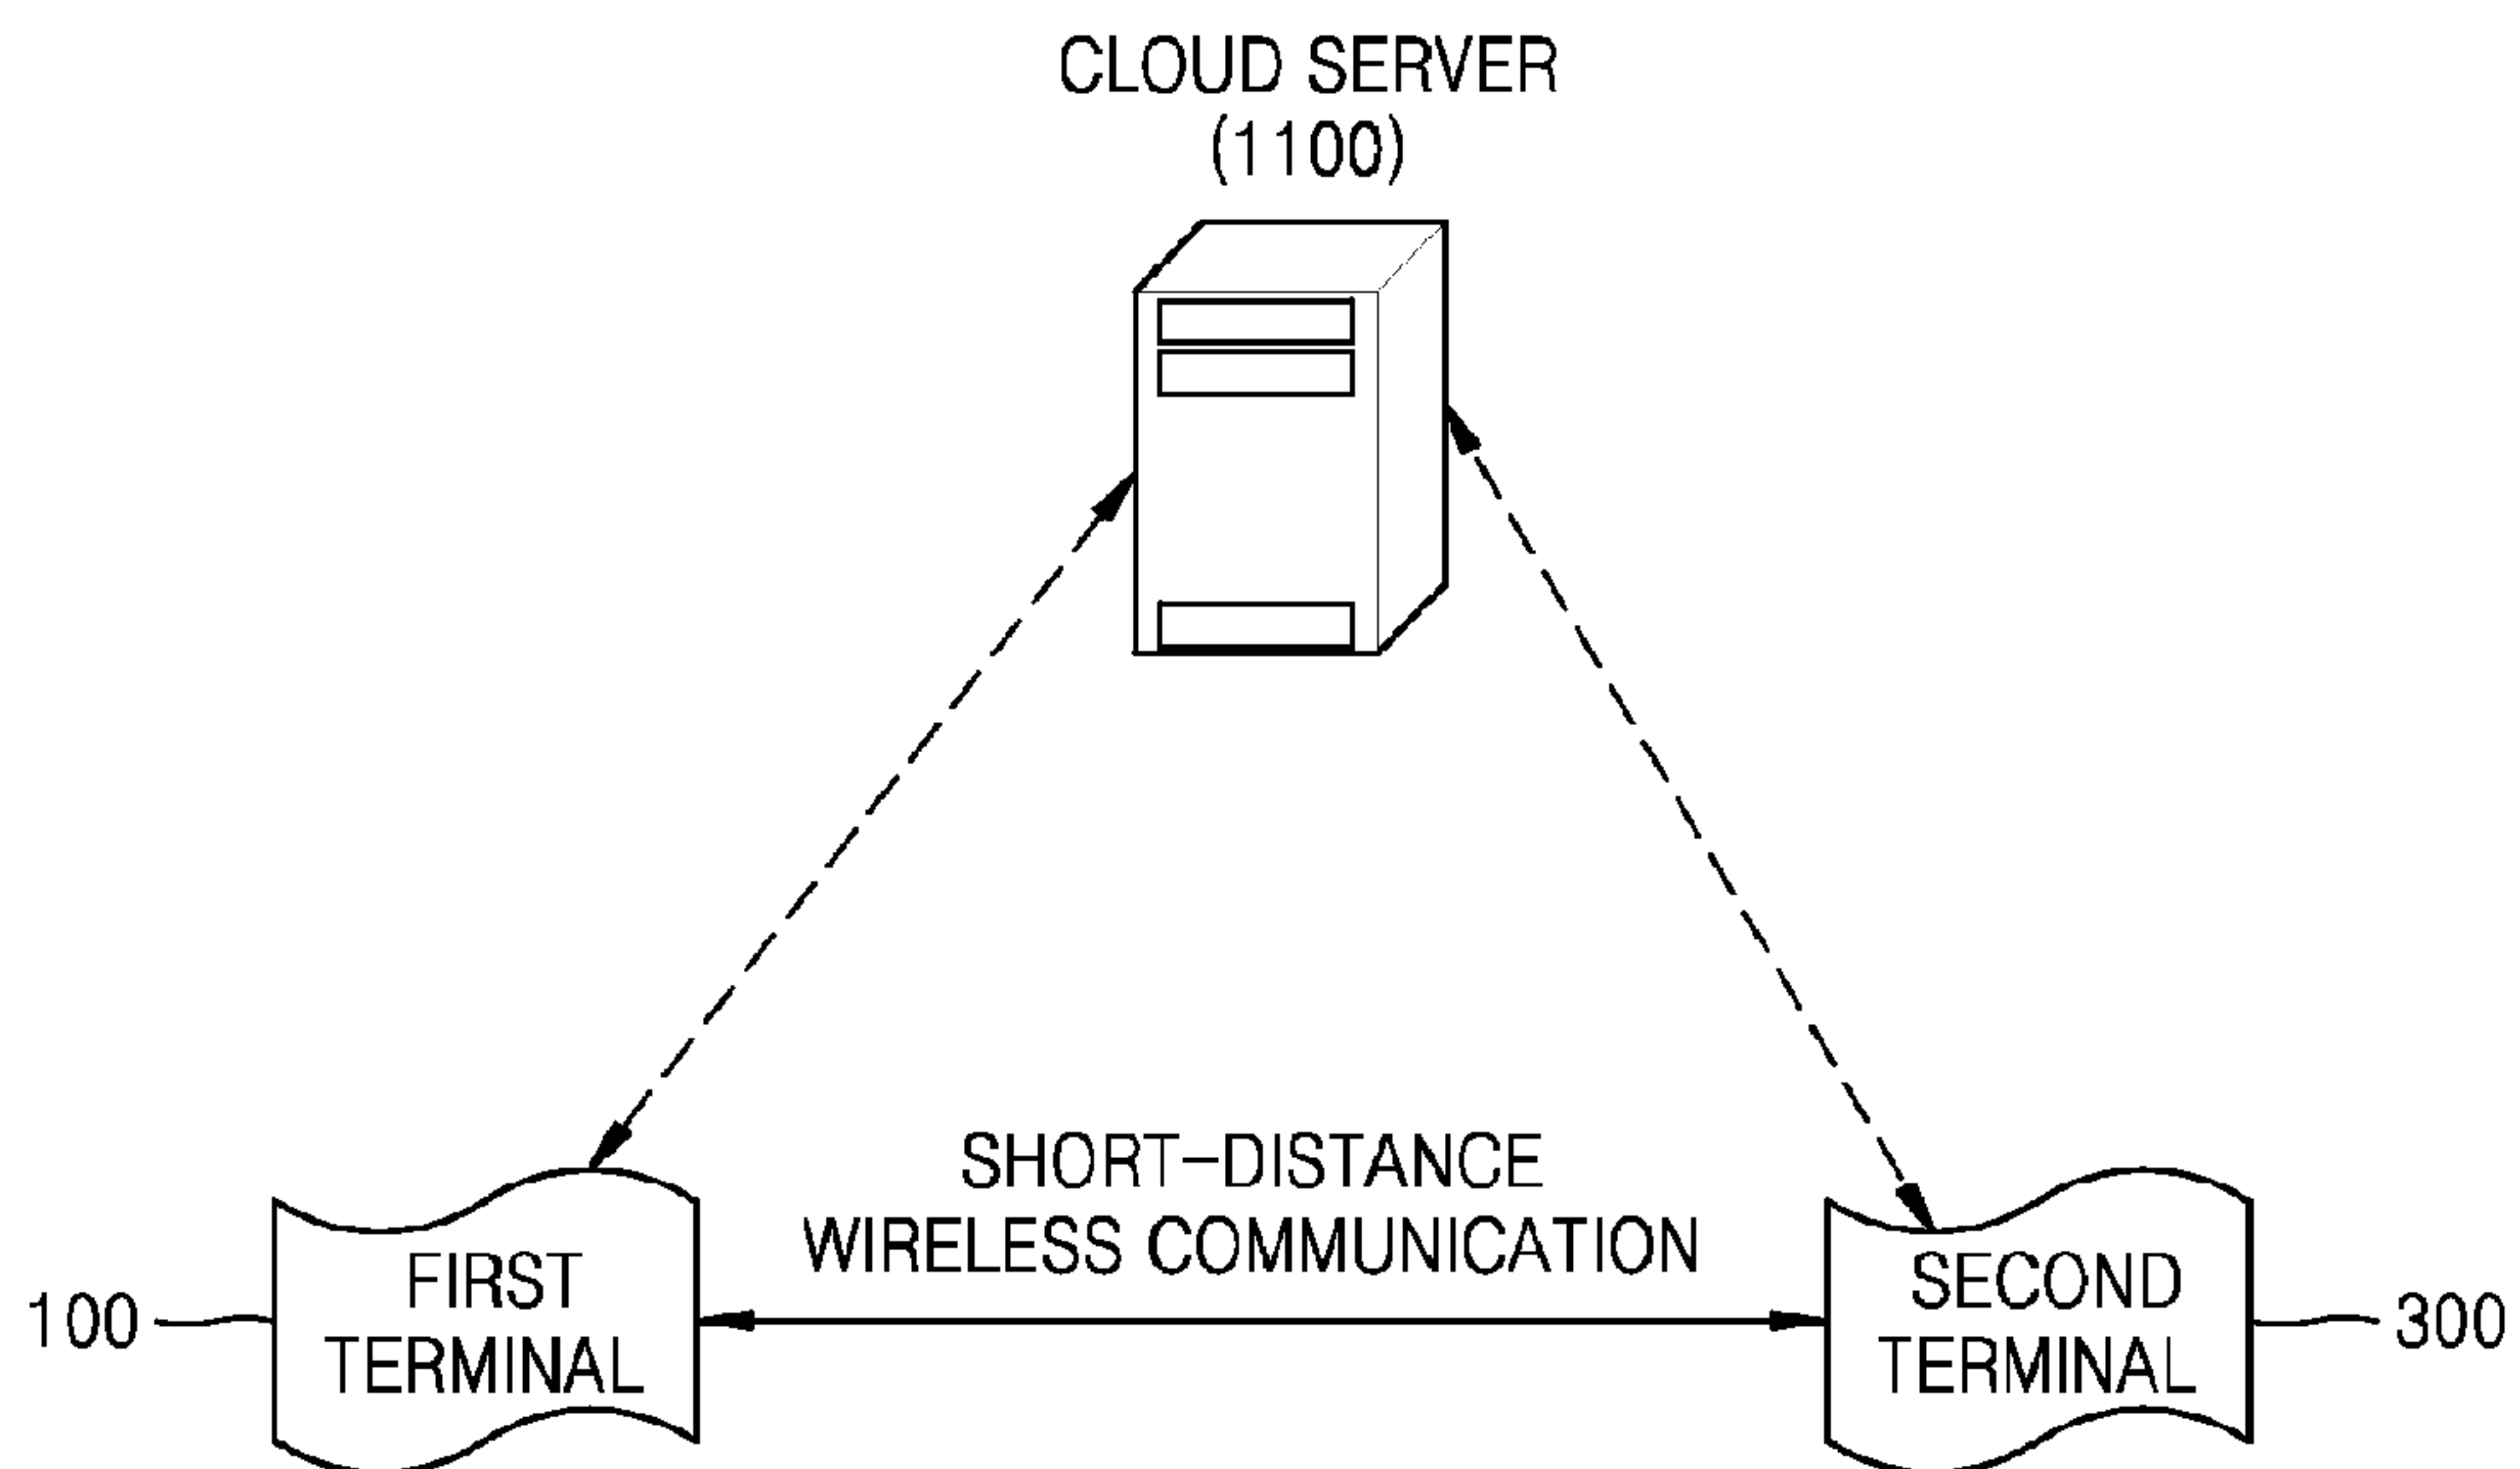 CLOUD SERVER
(1100)
SHORT-DISTANCE
WIRELESS COMMUNICATION
FIRST
TERMINAL
100
SECOND
TERMINAL
300